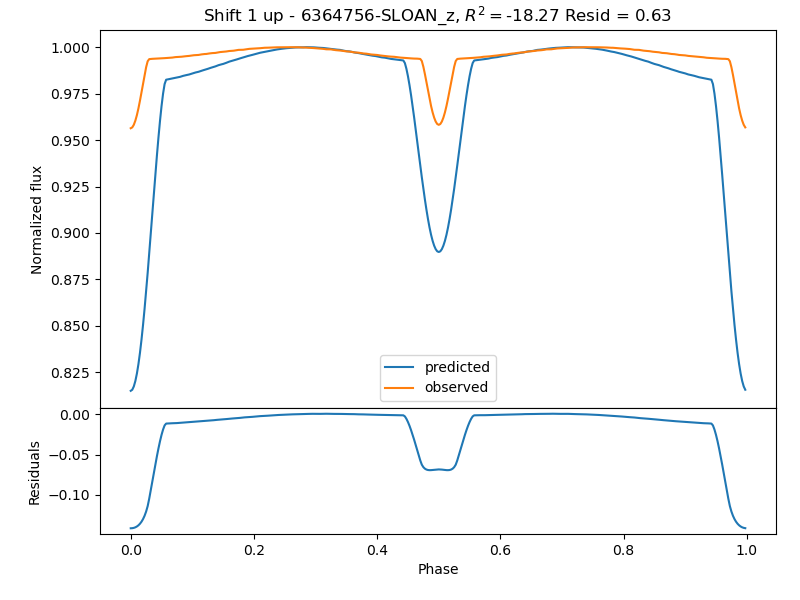 Shift 1 up - 6364756-SLOAN_z, $R^2 = $-18.27 Resid = 0.63
1.000
0.975
0.950
0.925
0.900
0.875
0.850
0.825
Normalized flux
predicted
observed
0.00
−0.05
−0.10
Residuals
0.0 0.2 0.4 0.6 0.8 1.0
Phase